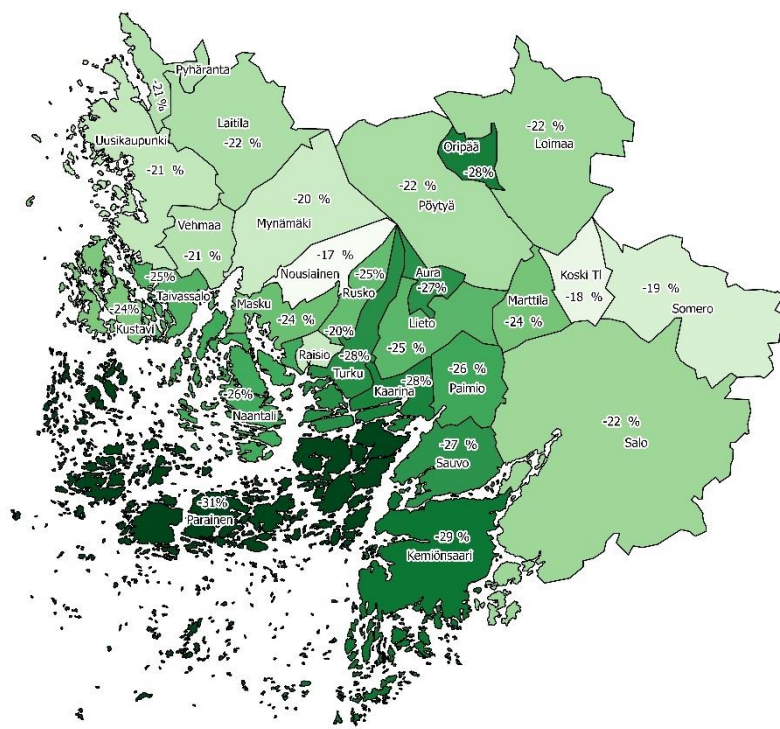 Pyhäranta
-21 %
Laitila
-22 %
Uusikaupunki
-21 %
-22 %
Loimaa
Oripää
-28%
-22 %
Pöytyä
-20 %
Mynämäki
Vehmaa
-21 %
-17 %
Nousiainen
-25%
Rusko
Aura
-27%
Koski Tl
-18 %
-19 %
Somero
-25%
Taivassalo
-24%
Kustavi
Masku
-24 %
Marttila
-24 %
Lieto
-25 %
-20%
Raisio
-28%
Turku
-28%
Kaarina
-26 %
Paimio
-26%
Naantali
-22 %
Salo
-27 %
Sauvo
-31%
Parainen
-29 %
Kemiönsaari